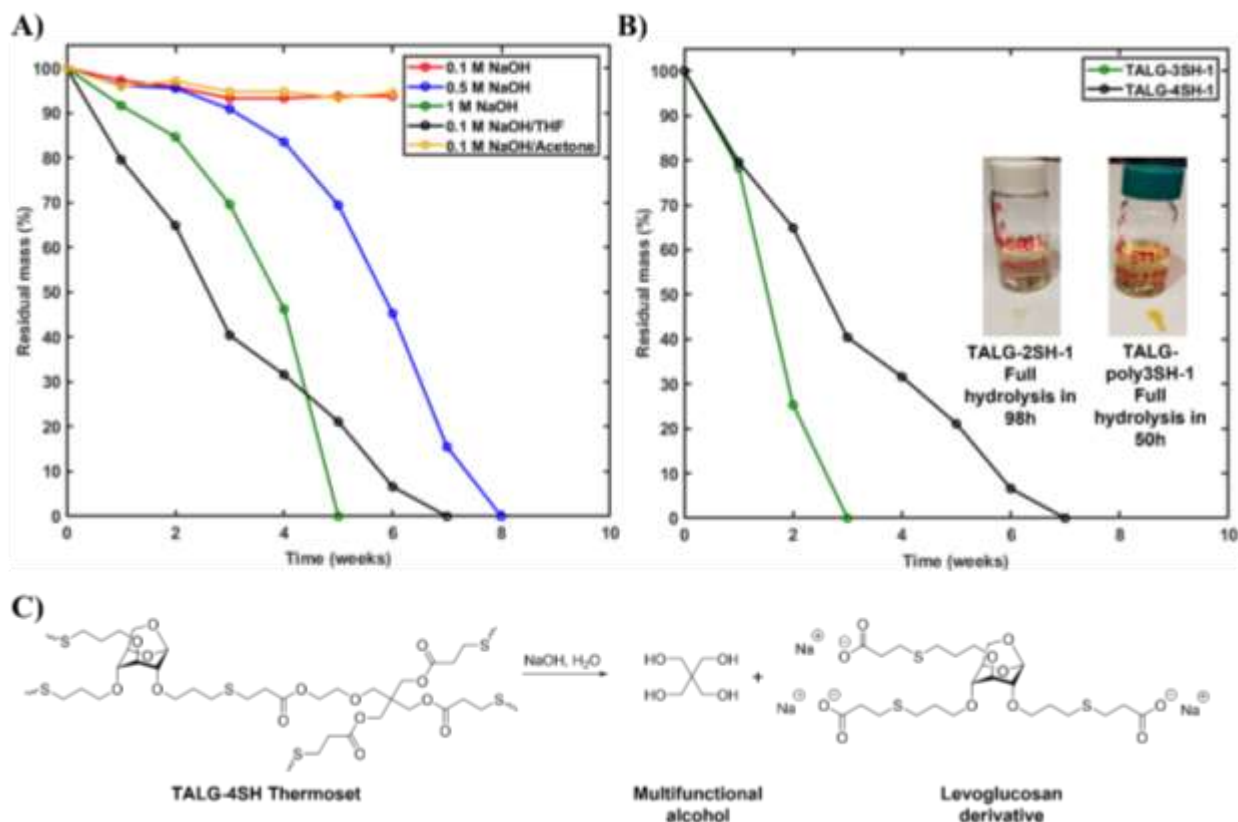 A)
100
90
80
70
60
50
40
30
20
10
0
Residual mass (%)
0 2 4 6 8 10
Time (weeks)
0.1 M NaOH
0.5 M NaOH
1 M NaOH
0.1 M NaOH/THF
0.1 M NaOH/Acetone
B)
100
90
80
70
60
50
40
30
20
10
0
Residual mass (%)
0 2 4 6 8 10
Time (weeks)
TALG-3SH-1
TALG-4SH-1
TALG-2SH-1
Full
hydrolysis in
98h
TALG-
poly3SH-1
Full
hydrolysis in
50h
C)
NaOH, H₂O
TALG-4SH Thermoset
HO OH
HO OH
+
Multifunctional
alcohol
Na⊕
Na⊕
Na⊕
Levoglucosan
derivative